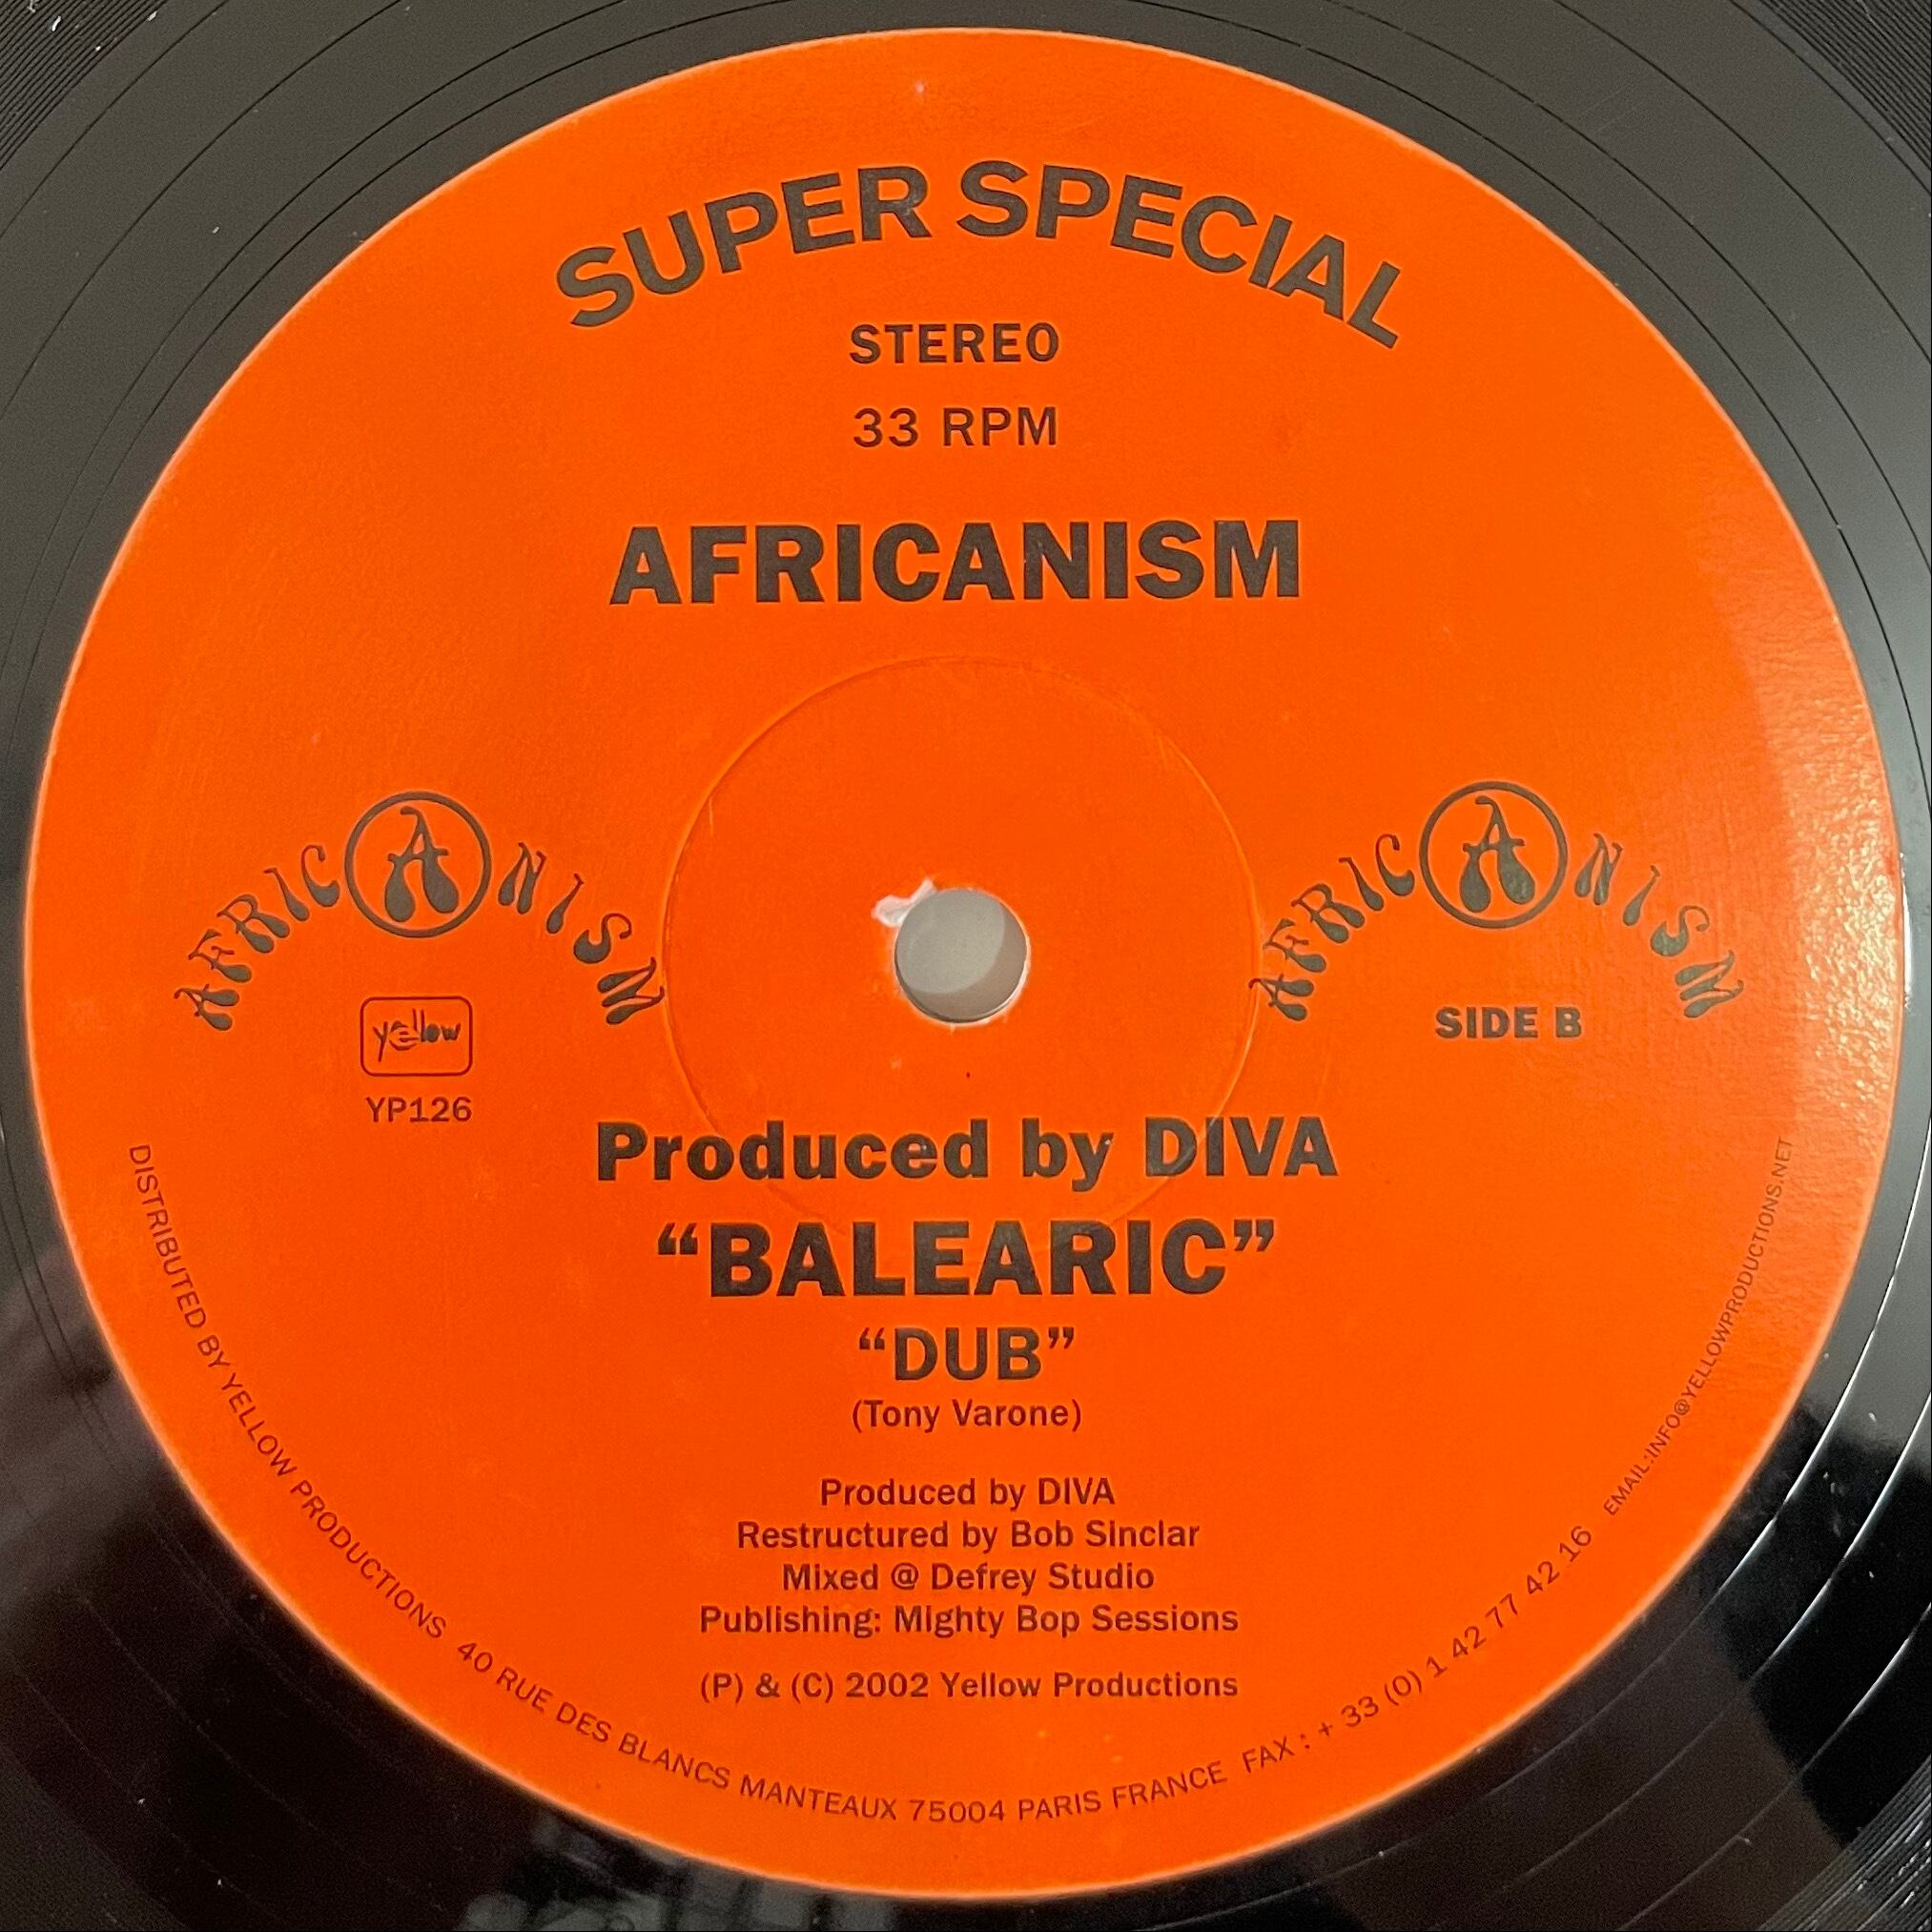 SUPER SPECIAL
STEREO
33 RPM
AFRICANISM
AFRICANISM
AFRICANISM
yellow
SIDE B
YP126
Produced by DIVA
“BALEARIC”
“DUB”
(Tony Varone)
Produced by DIVA
Restructured by Bob Sinclar
Mixed @ Defrey Studio
Publishing: Mighty Bop Sessions
(P) & (C) 2002 Yellow Productions
DISTRIBUTED BY YELLOW PRODUCTIONS 40 RUE DES BLANCS MANTEAUX 75004 PARIS FRANCE FAX : + 33 (0) 1 42 77 42 16 EMAIL:INFO@YELLOWPRODUCTIONS.NET